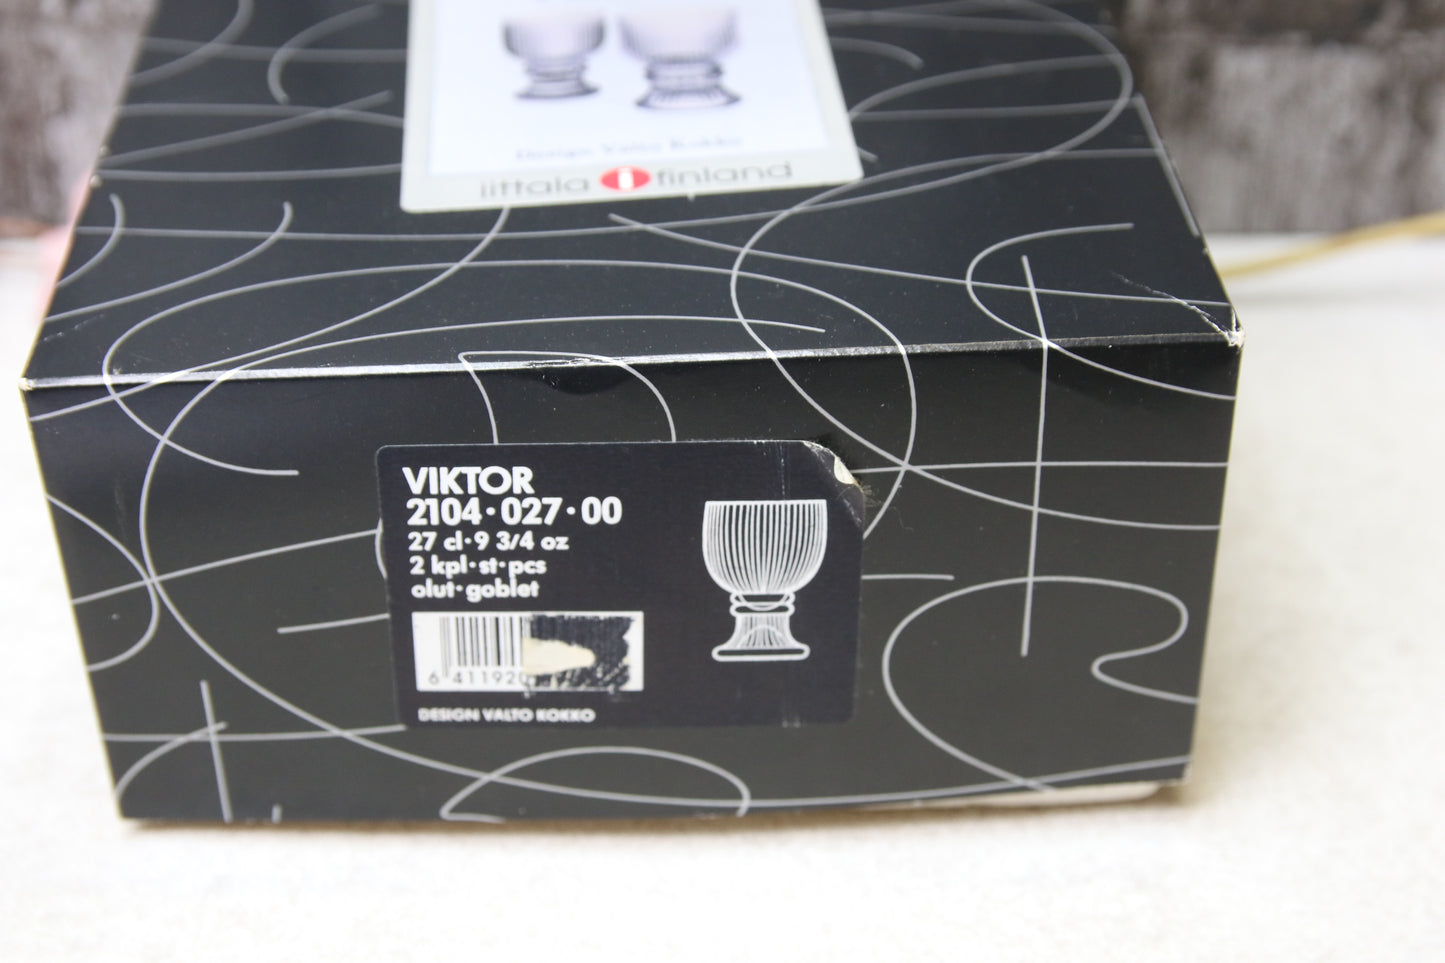 Design Valto Kokko
iittala i finland
VIKTOR
2104·027·00
27 cl·9 3/4 oz
2 kpl·st·pcs
olut·goblet
6 411920
DESIGN VALTO KOKKO